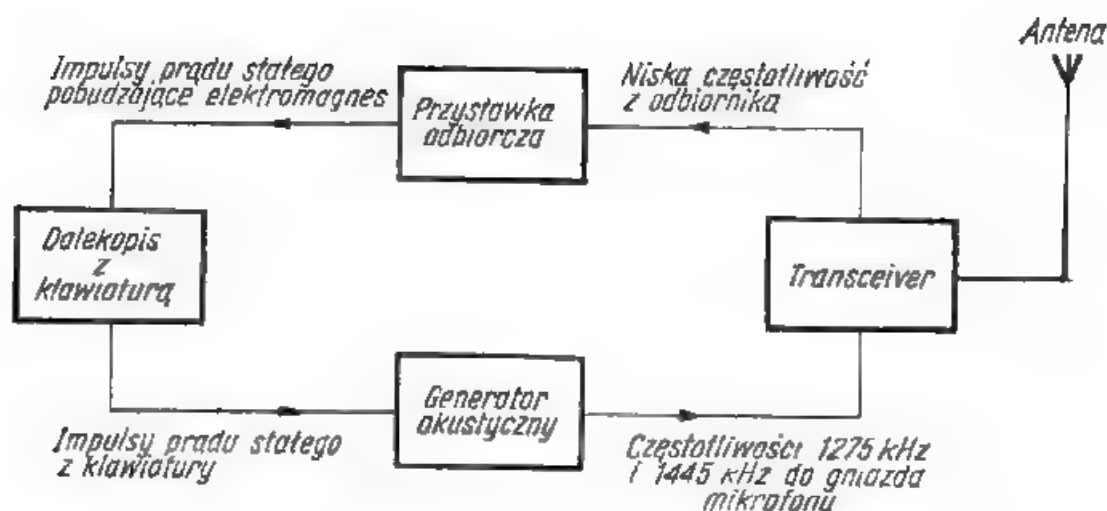 Antena
Impulsy prądu stałego
pobudzające elektromagnes
Przystawka
odbiorcza
Niska częstotliwość
z odbiornika
Dalekopis
z
klawiaturą
Transceiver
Generator
akustyczny
Impulsy prądu stałego
z klawiatury
Częstotliwości 1275 kHz
i 1445 kHz do gniazda
mikrofonu